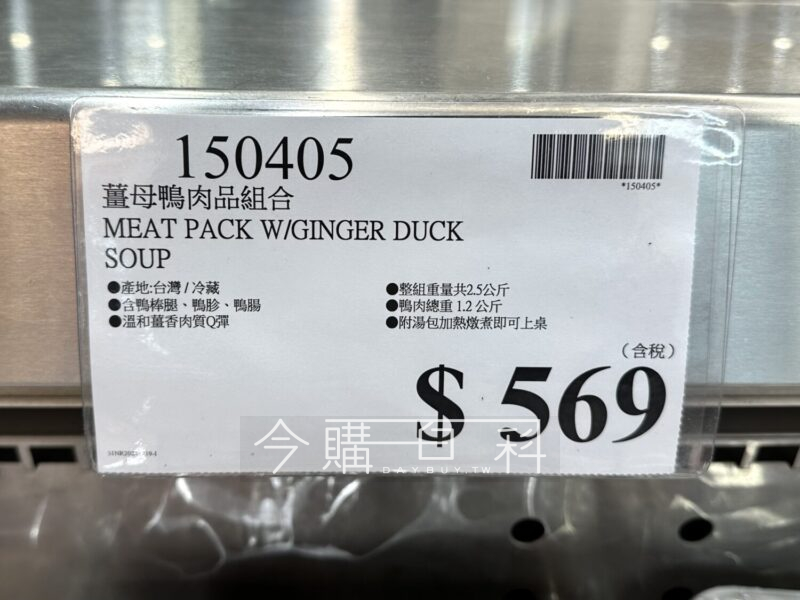 150405
*150405*
薑母鴨肉品組合
MEAT PACK W/GINGER DUCK
SOUP
●產地:台灣 / 冷藏
●含鴨棒腿、鴨胗、鴨腸
●溫和薑香肉質Q彈
●整組重量共2.5公斤
●鴨肉總重 1.2 公斤
●附湯包加熱燉煮即可上桌
（含稅）
$ 569
今購百科
DAYBUY.TW